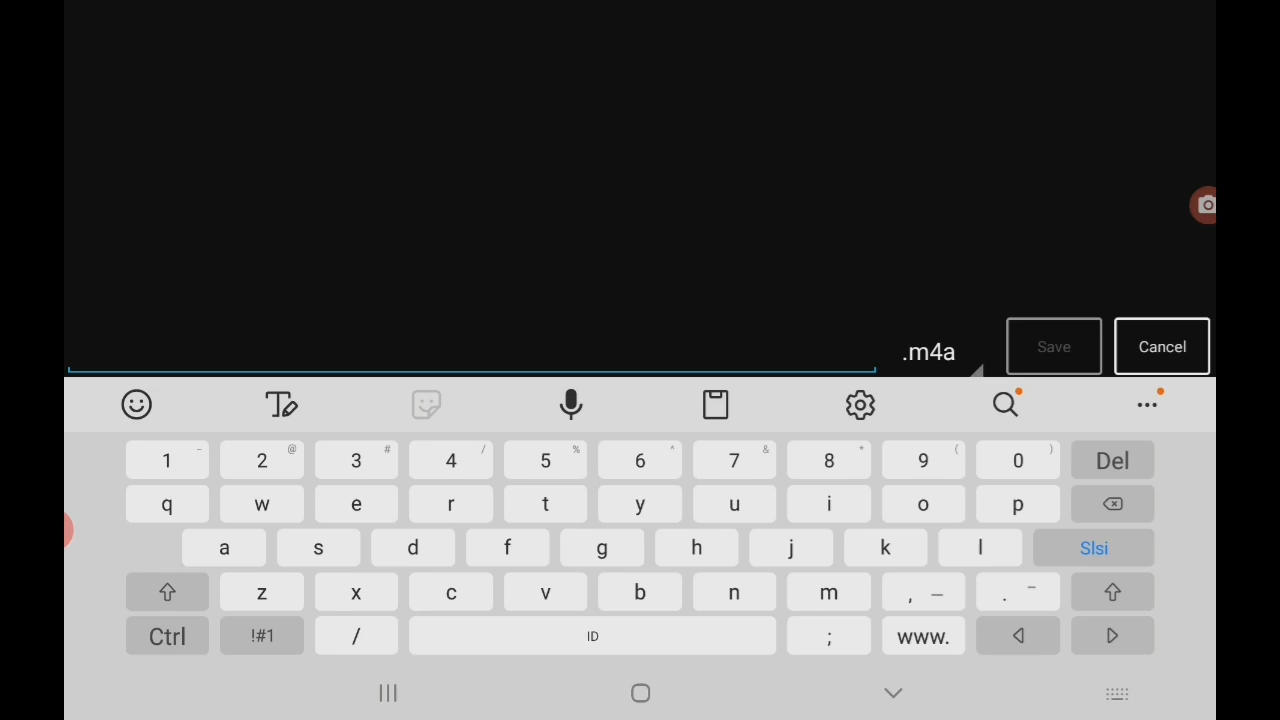 .m4a Save Cancel
1 - 2 @ 3 # 4 / 5 % 6 ^ 7 & 8 * 9 ( 0 ) Del
q w e r t y u i o p
a s d f g h j k l Slsi
z x c v b n m , — . ‾
Ctrl !#1 / ID ; www.